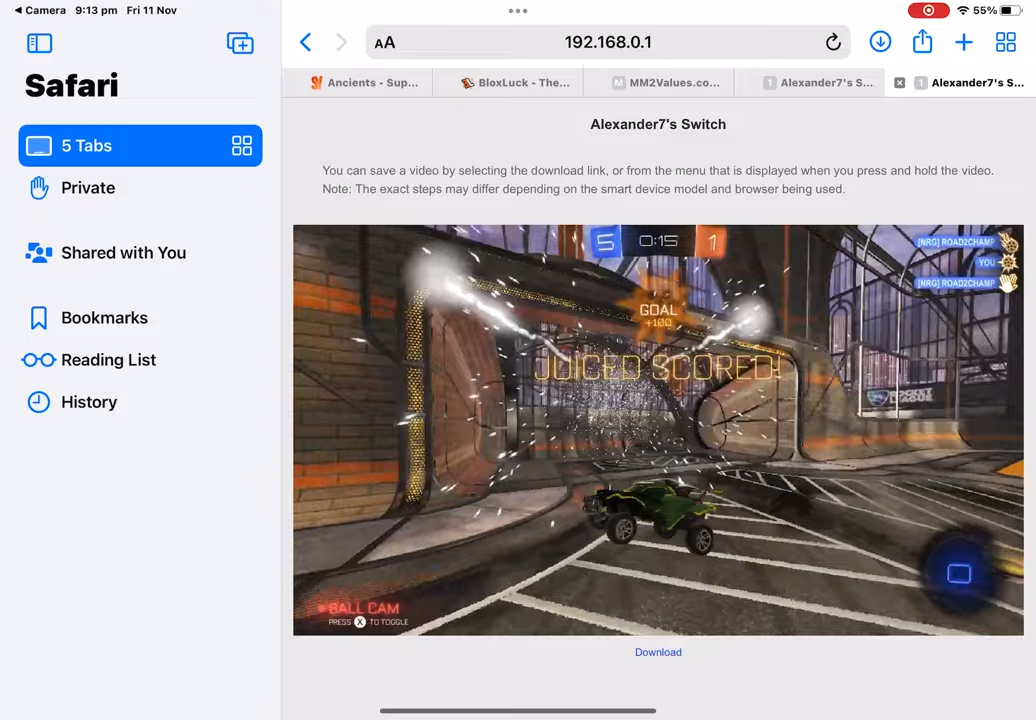 ◀ Camera 9:13 pm Fri 11 Nov
55%
AA 192.168.0.1
Safari
Ancients - Sup...
BloxLuck - The...
M MM2Values.co...
1 Alexander7's S...
1 Alexander7's S...
5 Tabs
Private
Shared with You
Bookmarks
Reading List
History
Alexander7's Switch
You can save a video by selecting the download link, or from the menu that is displayed when you press and hold the video.
Note: The exact steps may differ depending on the smart device model and browser being used.
5 0:15 1
[NRG] ROAD2CHAMP
YOU
[NRG] ROAD2CHAMP
GOAL
+100
JUICED SCORED!
BALL CAM
PRESS X TO TOGGLE
Download